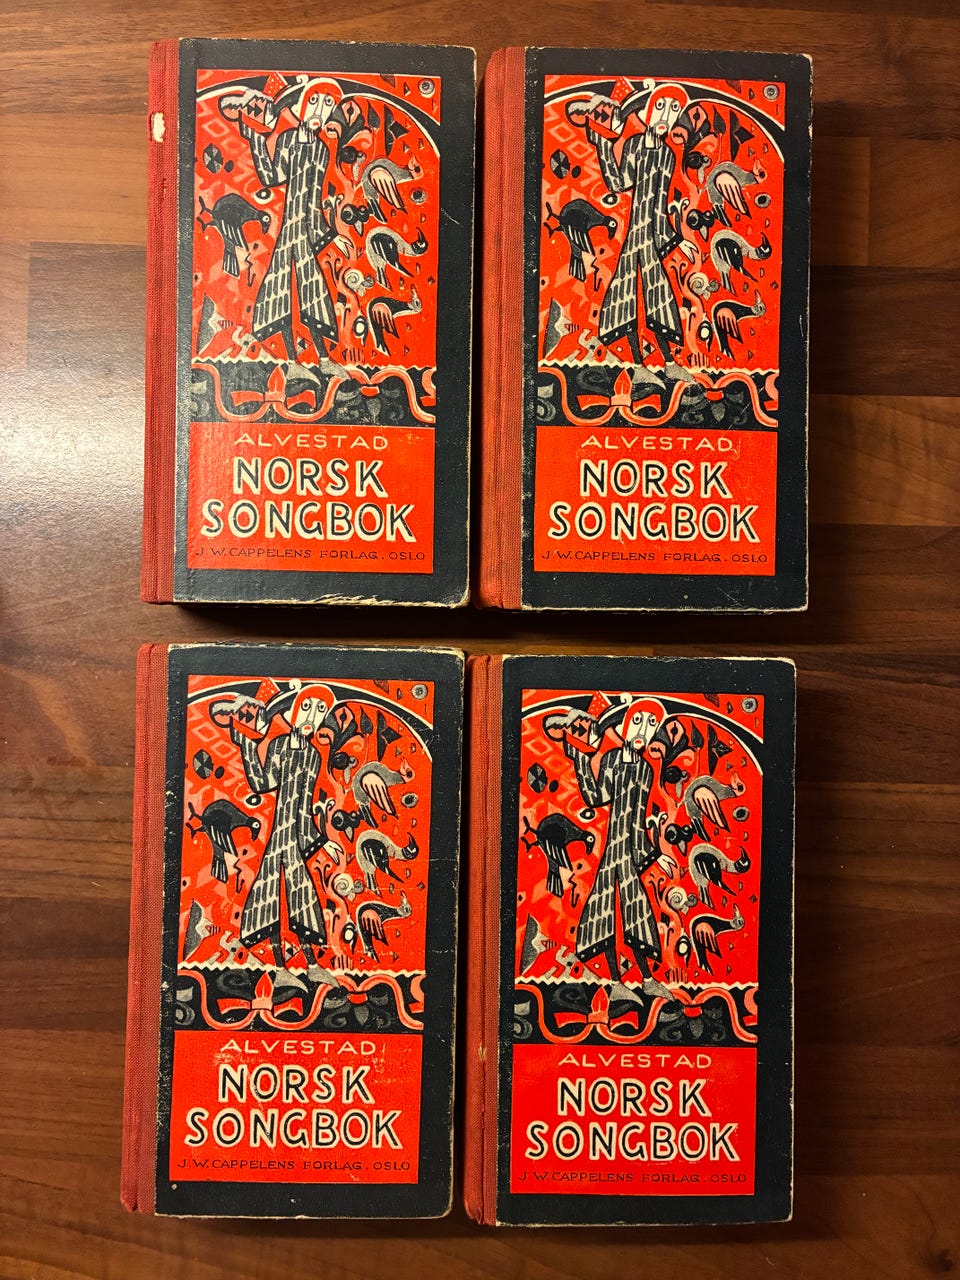 ALVESTAD
NORSK
SONGBOK
J. W. CAPPELENS FORLAG . OSLO
ALVESTAD
NORSK
SONGBOK
J. W. CAPPELENS FORLAG . OSLO
ALVESTAD
NORSK
SONGBOK
J. W. CAPPELENS FORLAG . OSLO
ALVESTAD
NORSK
SONGBOK
J. W. CAPPELENS FORLAG . OSLO